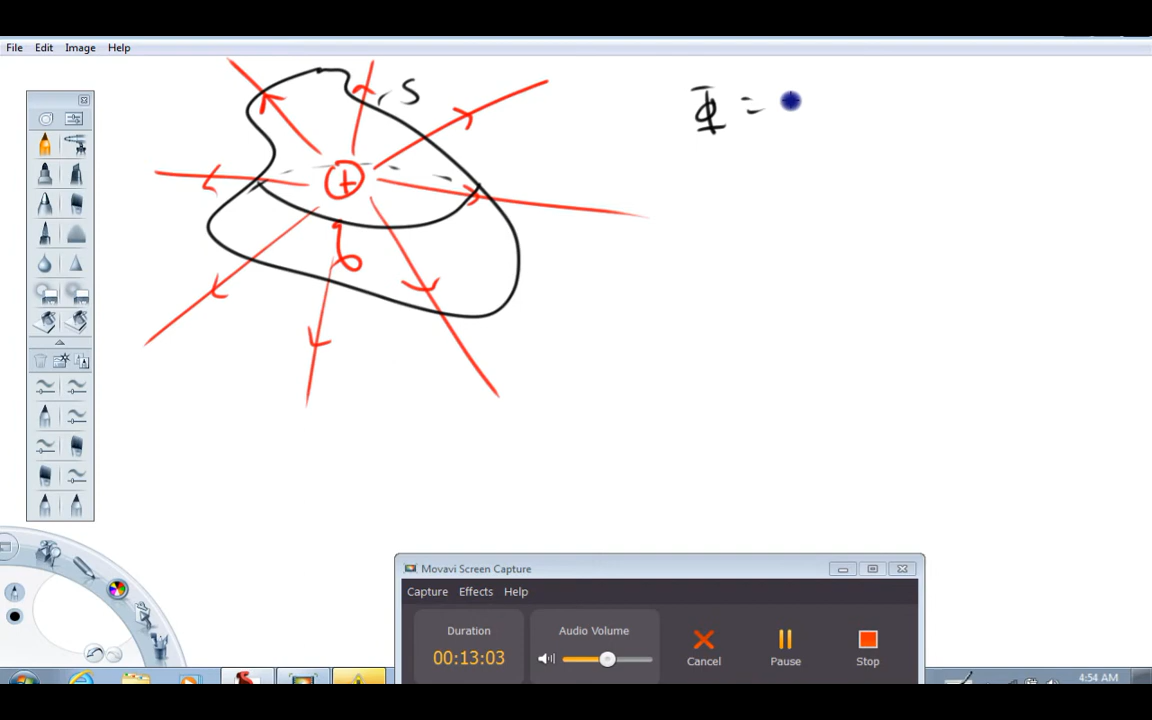 File Edit Image Help
S
Φ =
+
Movavi Screen Capture
Capture Effects Help
Duration
00:13:03
Audio Volume
Cancel
Pause
Stop
4:54 AM